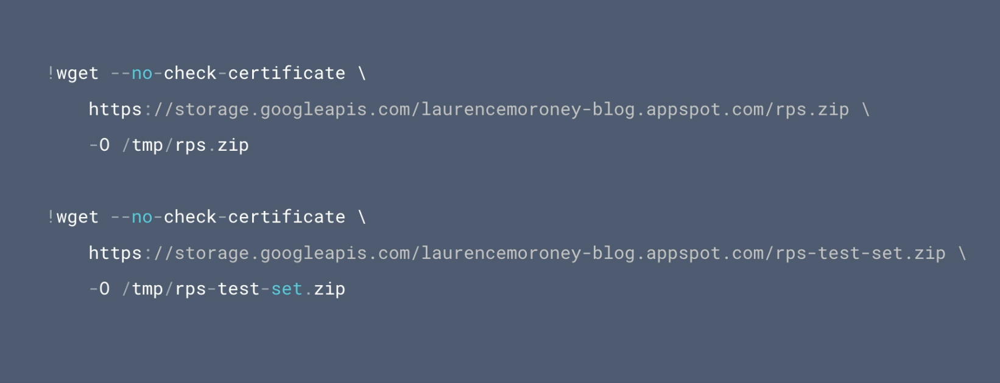 !wget --no-check-certificate \
    https://storage.googleapis.com/laurencemoroney-blog.appspot.com/rps.zip \
    -O /tmp/rps.zip
!wget --no-check-certificate \
    https://storage.googleapis.com/laurencemoroney-blog.appspot.com/rps-test-set.zip \
    -O /tmp/rps-test-set.zip